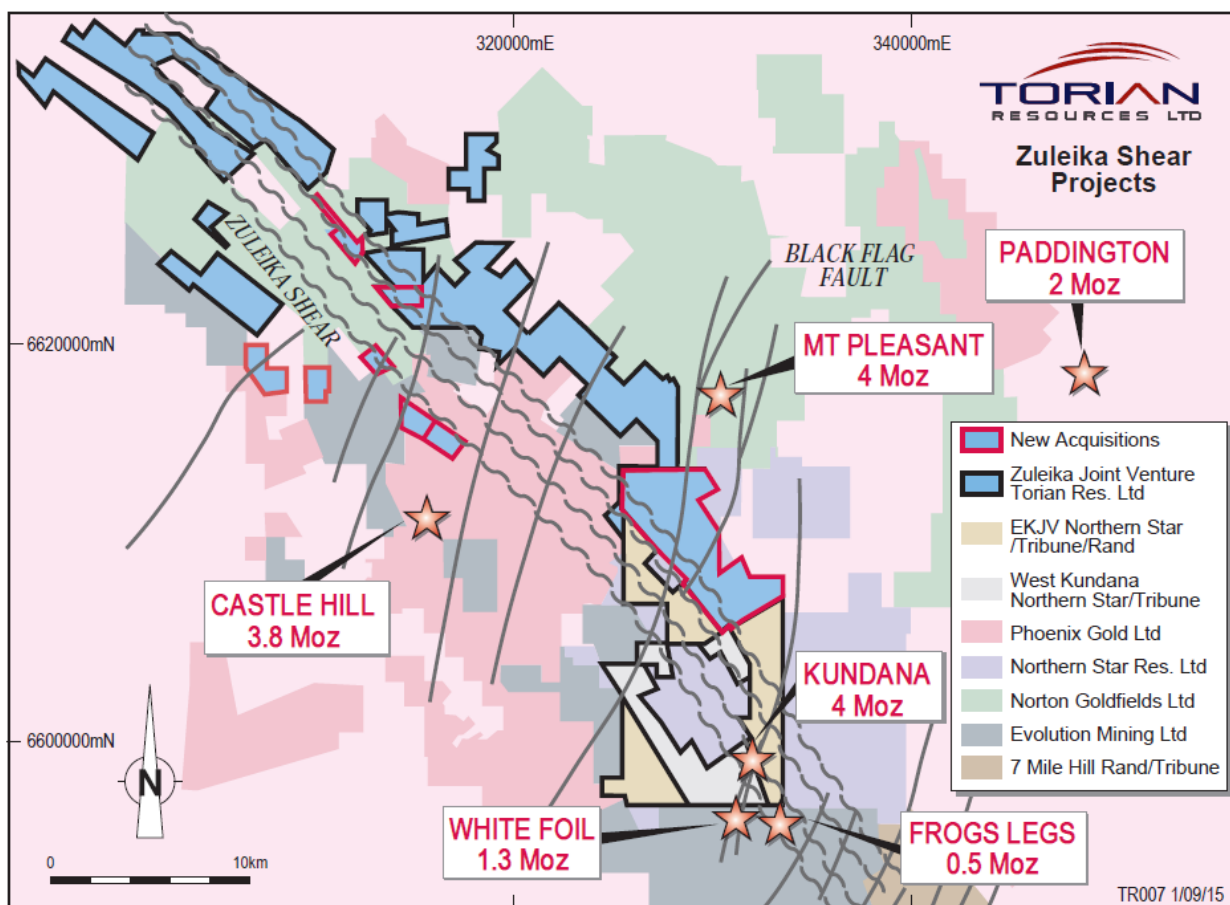 320000mE
340000mE
TORIAN
RESOURCES LTD
Zuleika Shear
Projects
ZULEIKA SHEAR
BLACK FLAG
FAULT
PADDINGTON
2 Moz
6620000mN
MT PLEASANT
4 Moz
New Acquisitions
Zuleika Joint Venture
Torian Res. Ltd
EKJV Northern Star
/Tribune/Rand
West Kundana
Northern Star/Tribune
Phoenix Gold Ltd
Northern Star Res. Ltd
Norton Goldfields Ltd
Evolution Mining Ltd
7 Mile Hill Rand/Tribune
CASTLE HILL
3.8 Moz
KUNDANA
4 Moz
6600000mN
N
WHITE FOIL
1.3 Moz
FROGS LEGS
0.5 Moz
0
10km
TR007 1/09/15